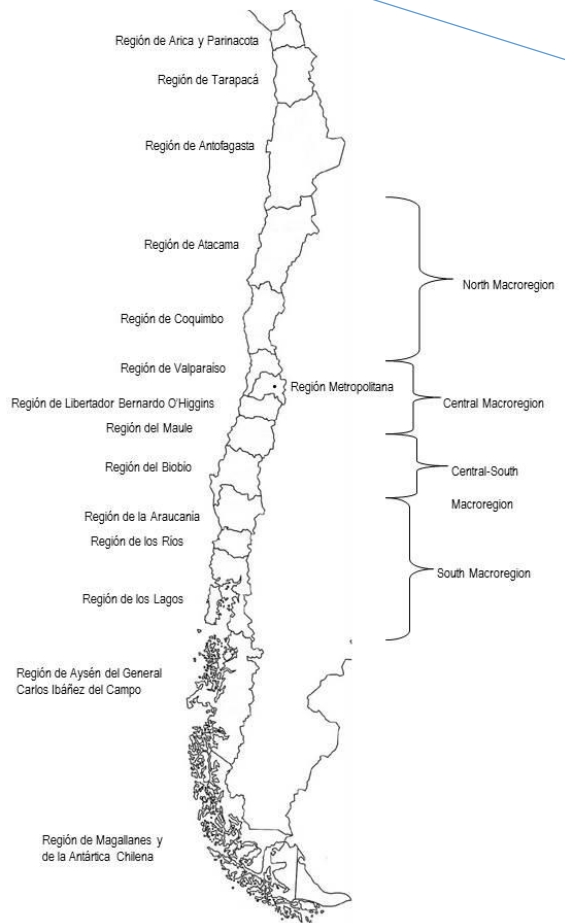 Región de Arica y Parinacota
Región de Tarapacá
Región de Antofagasta
Región de Atacama
North Macroregion
Región de Coquimbo
Región de Valparaíso
Región Metropolitana
Región de Libertador Bernardo O'Higgins
Central Macroregion
Región del Maule
Región del Biobio
Central-South
Macroregion
Región de la Araucania
Región de los Ríos
South Macroregion
Región de los Lagos
Región de Aysén del General
Carlos Ibáñez del Campo
Región de Magallanes y
de la Antártica Chilena